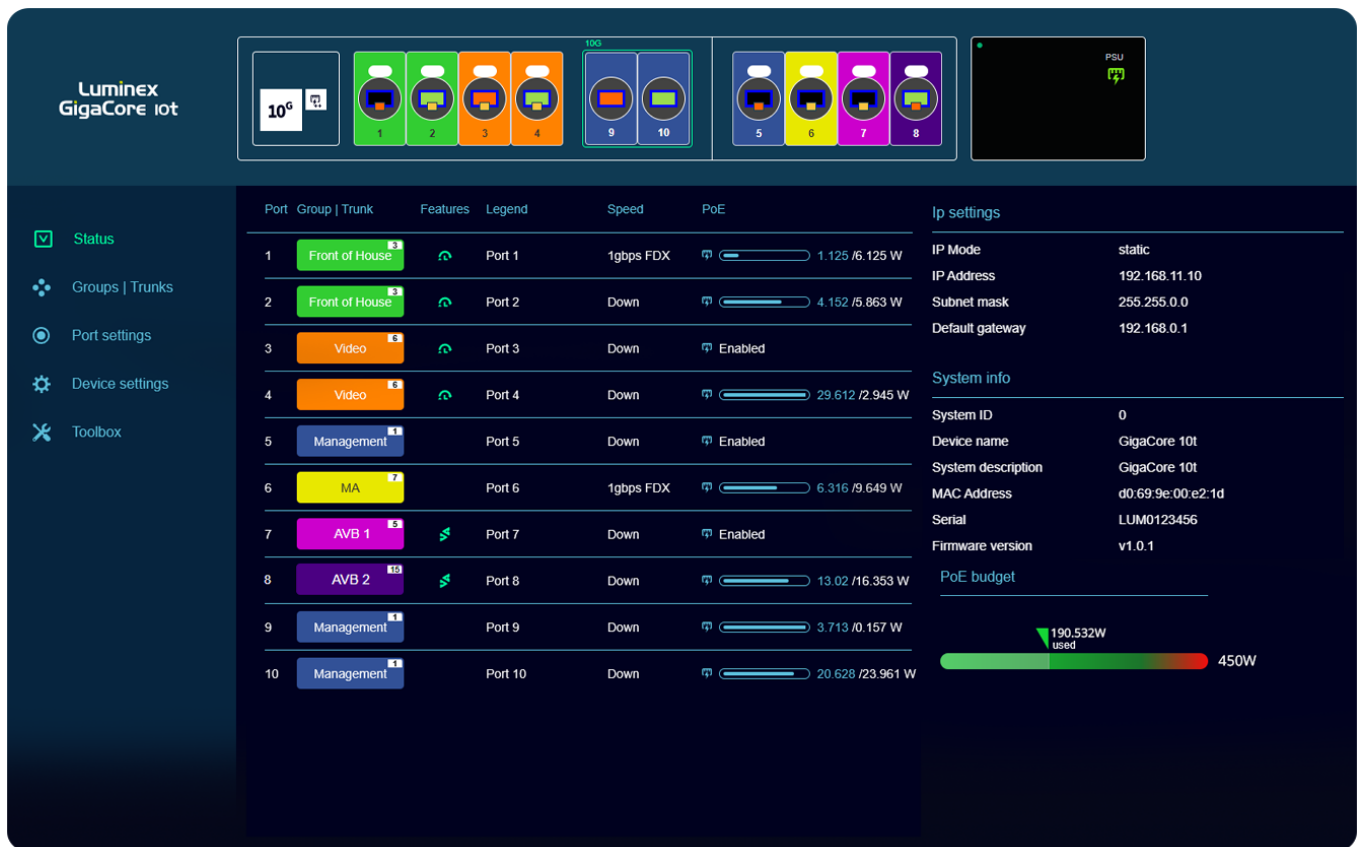 Luminex
GigaCore 10t
10G
10G
1
2
3
4
9
10
5
6
7
8
PSU
Status
Groups | Trunks
Port settings
Device settings
Toolbox
Port Group | Trunk Features Legend Speed PoE
1 Front of House 3 Port 1 1gbps FDX 1.125 /6.125 W
2 Front of House 3 Port 2 Down 4.152 /5.863 W
3 Video 6 Port 3 Down Enabled
4 Video 6 Port 4 Down 29.612 /2.945 W
5 Management 1 Port 5 Down Enabled
6 MA 7 Port 6 1gbps FDX 6.316 /9.649 W
7 AVB 1 5 Port 7 Down Enabled
8 AVB 2 15 Port 8 Down 13.02 /16.353 W
9 Management 1 Port 9 Down 3.713 /0.157 W
10 Management 1 Port 10 Down 20.628 /23.961 W
Ip settings
IP Mode static
IP Address 192.168.11.10
Subnet mask 255.255.0.0
Default gateway 192.168.0.1
System info
System ID 0
Device name GigaCore 10t
System description GigaCore 10t
MAC Address d0:69:9e:00:e2:1d
Serial LUM0123456
Firmware version v1.0.1
PoE budget
190.532W
used
450W